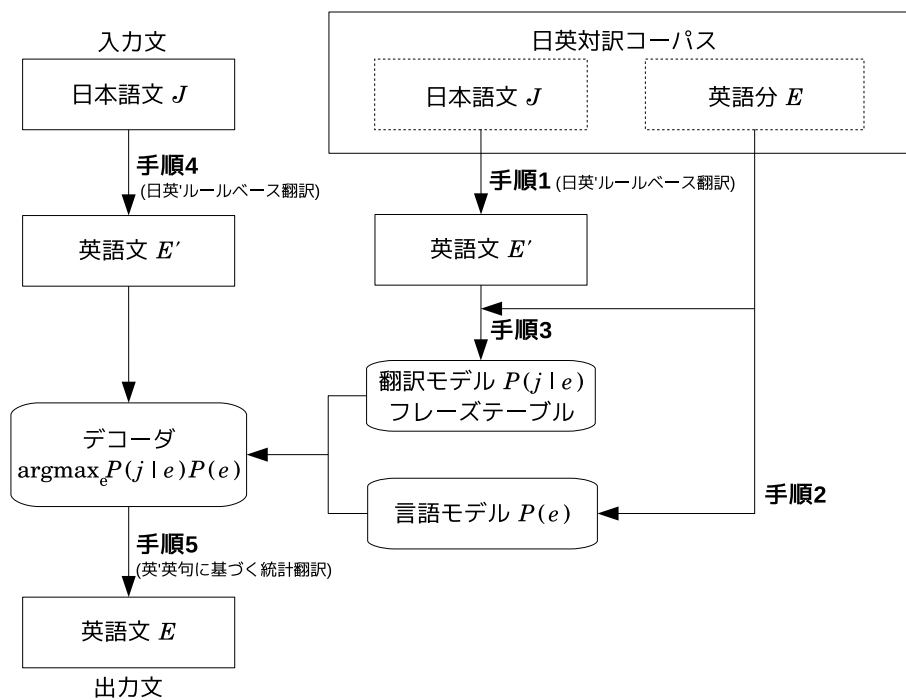 入力文
日本語文 J
手順4
(日英'ルールベース翻訳)
英語文 E′
デコーダ
argmaxₑP(j | e)P(e)
手順5
(英'英句に基づく統計翻訳)
英語文 E
出力文
日英対訳コーパス
日本語文 J
英語分 E
手順1 (日英'ルールベース翻訳)
英語文 E′
手順3
翻訳モデル P(j | e)
フレーズテーブル
言語モデル P(e)
手順2